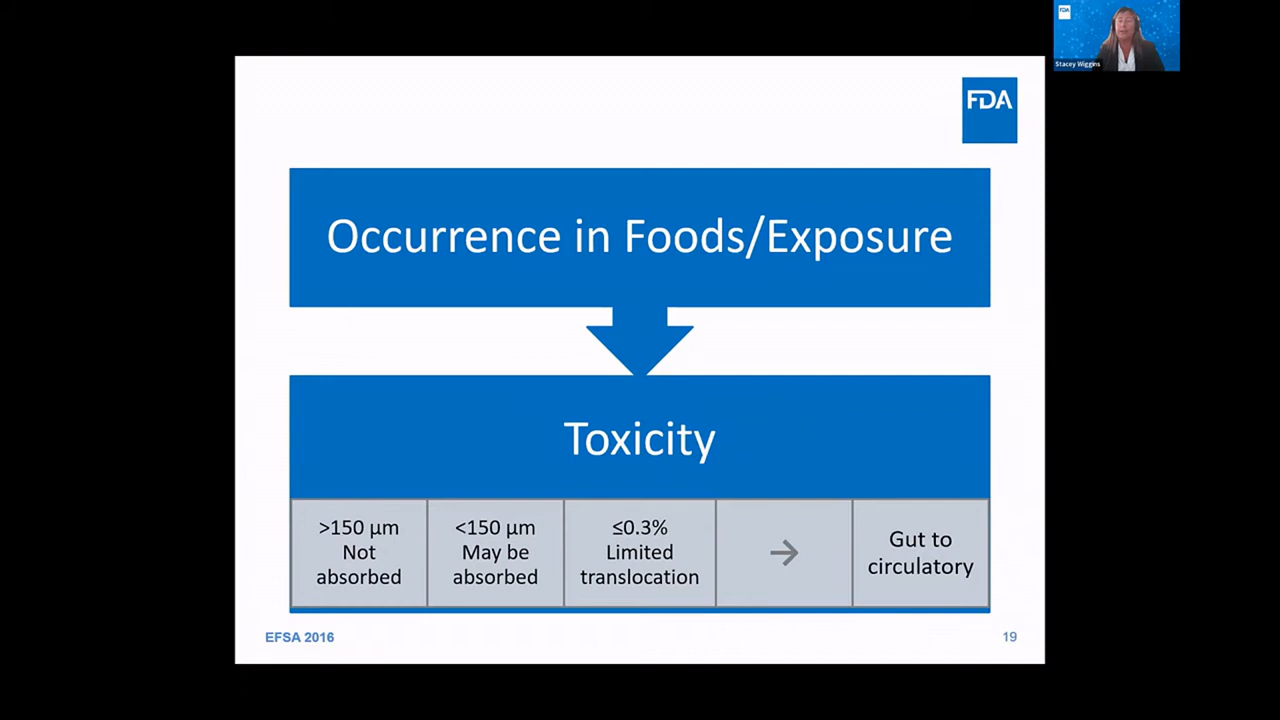 FDA
Stacey Wiggins
FDA
Occurrence in Foods/Exposure
Toxicity
>150 µm
Not
absorbed
<150 µm
May be
absorbed
≤0.3%
Limited
translocation
→
Gut to
circulatory
EFSA 2016
19